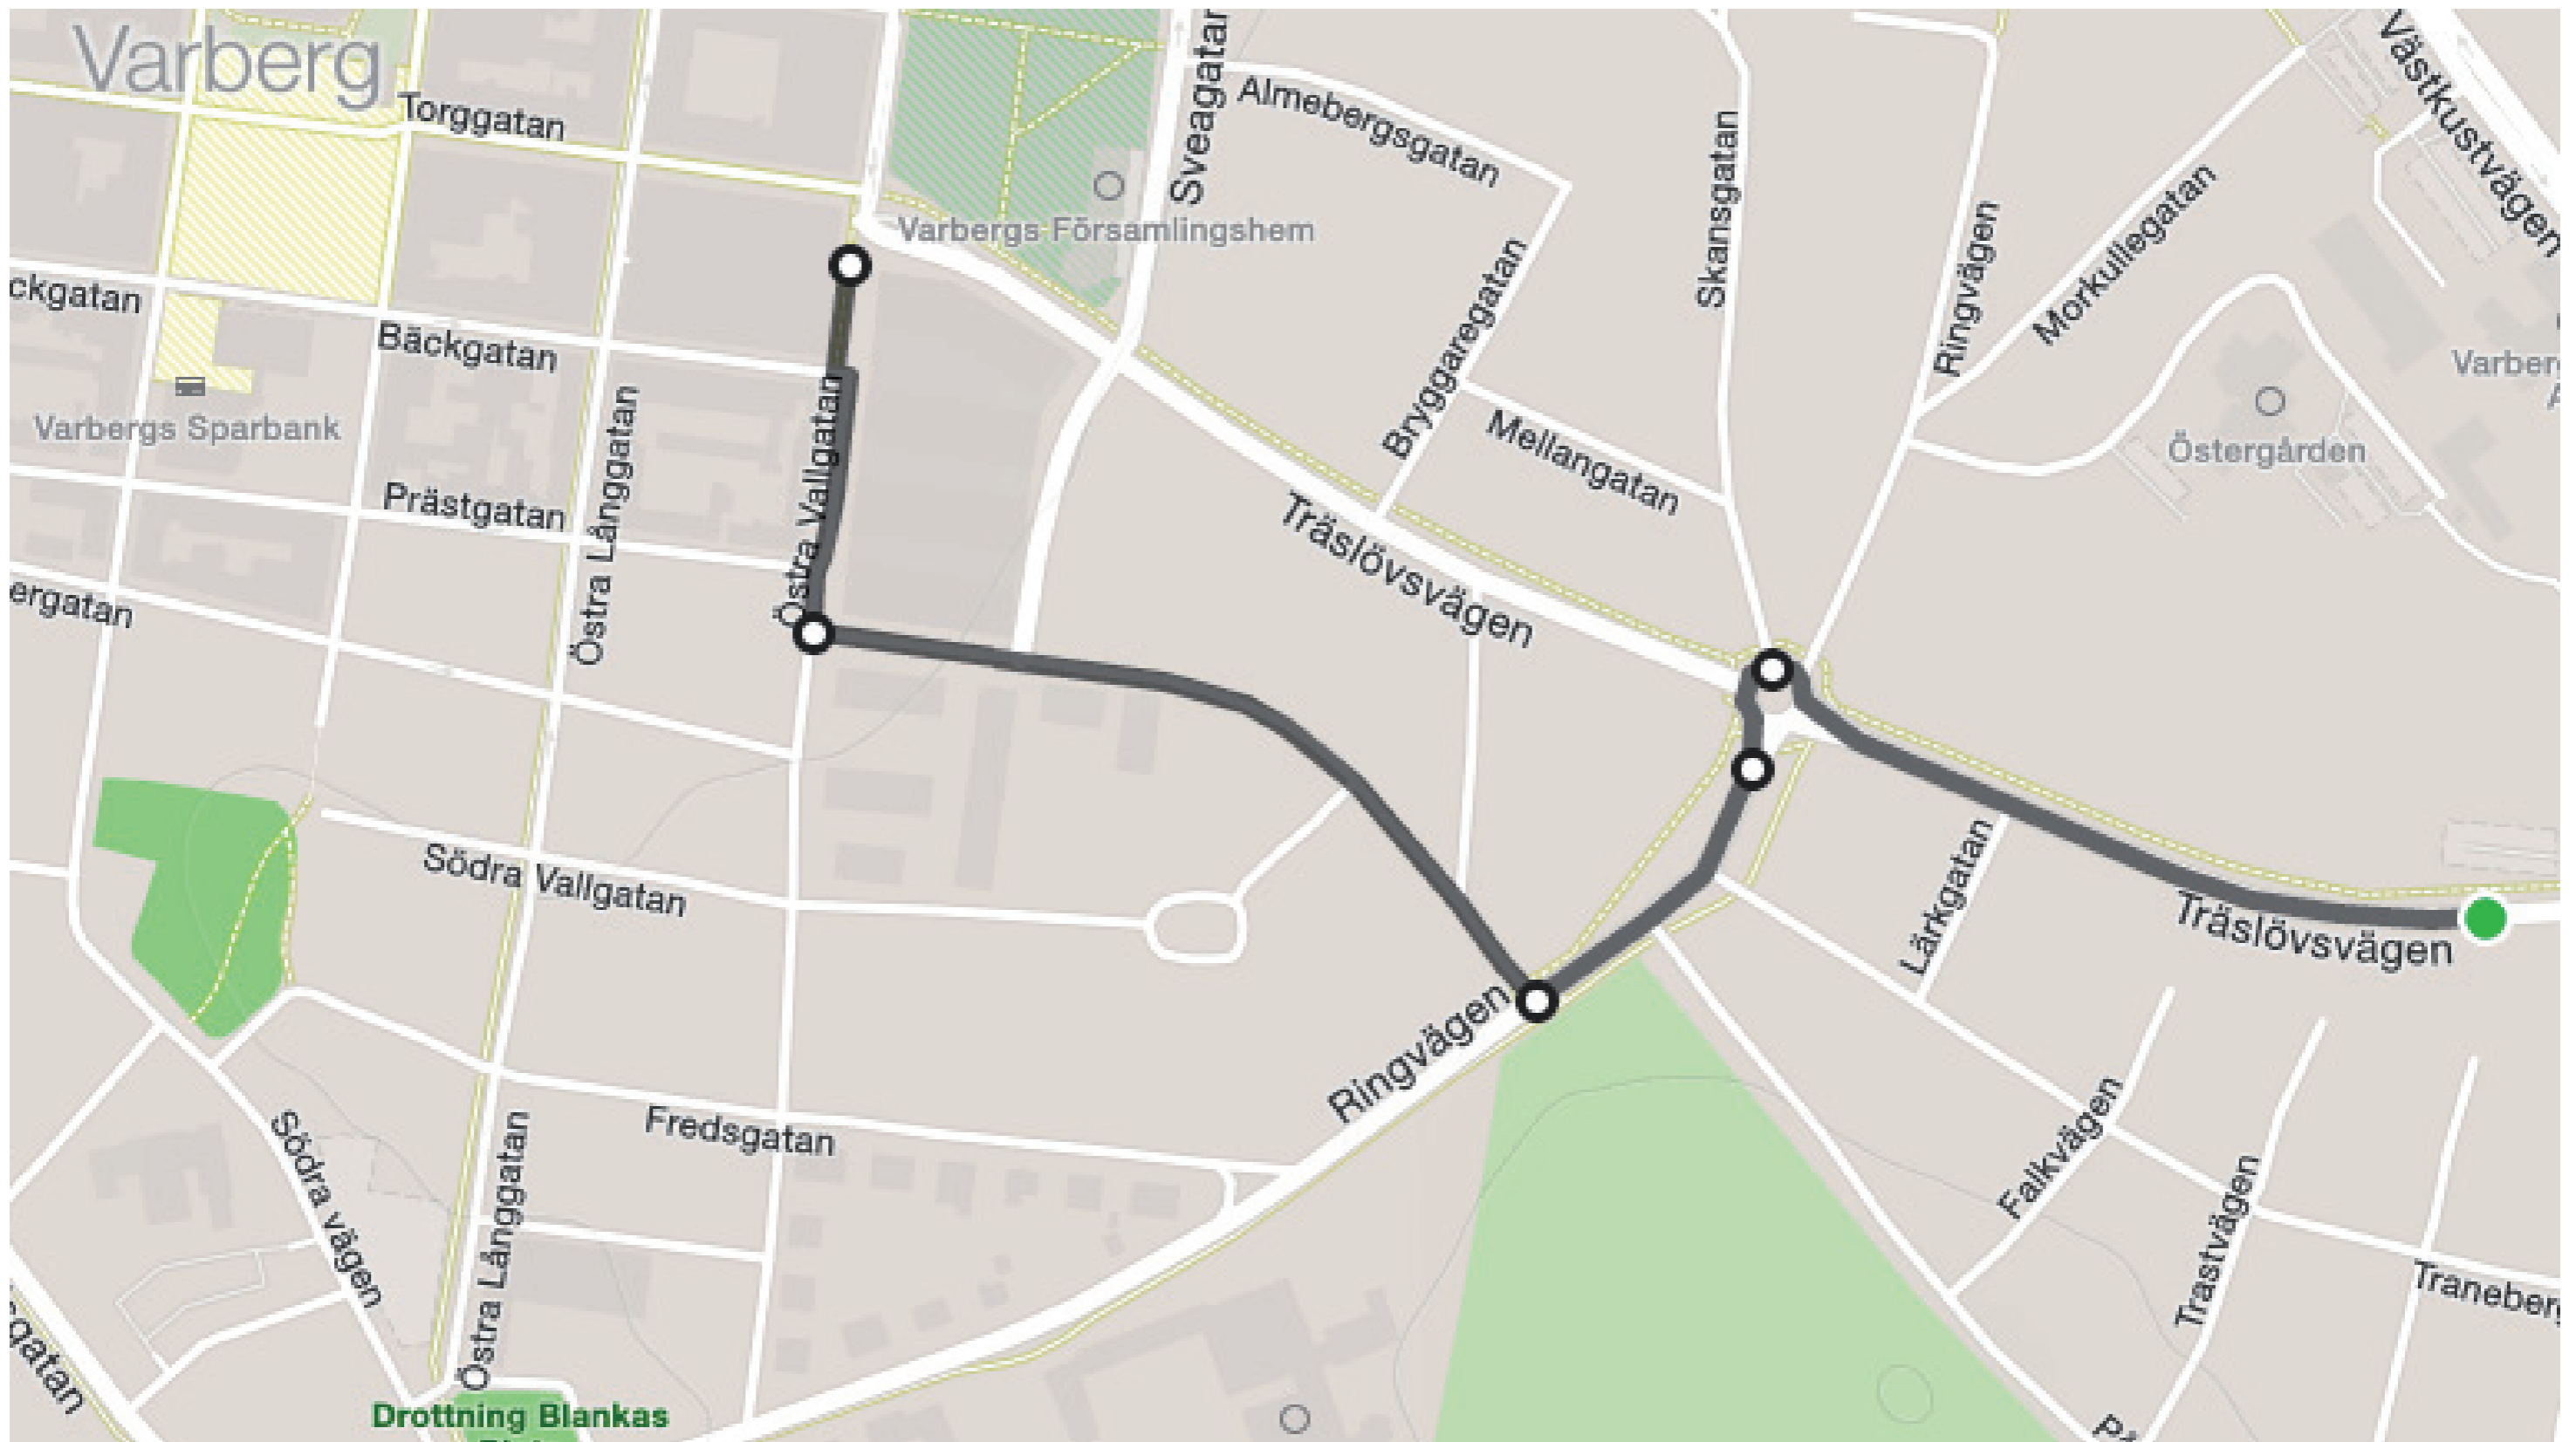 Varberg
Torggatan
Sveagatan
Almebergsgatan
Västkustvägen
Skansgatan
Ringvägen
Morkullegatan
Varbergs Församlingshem
ckgatan
Bäckgatan
Bryggaregatan
Östergården
Varber
Varbergs Sparbank
Östra Långgatan
Östra Vallgatan
Mellangatan
Prästgatan
Träslövsvägen
ergatan
Södra Vallgatan
Lärkgatan
Träslövsvägen
Ringvägen
Fredsgatan
Södra vägen
Östra Långgatan
Falkvägen
Trastvägen
Traneber
gatan
Drottning Blankas